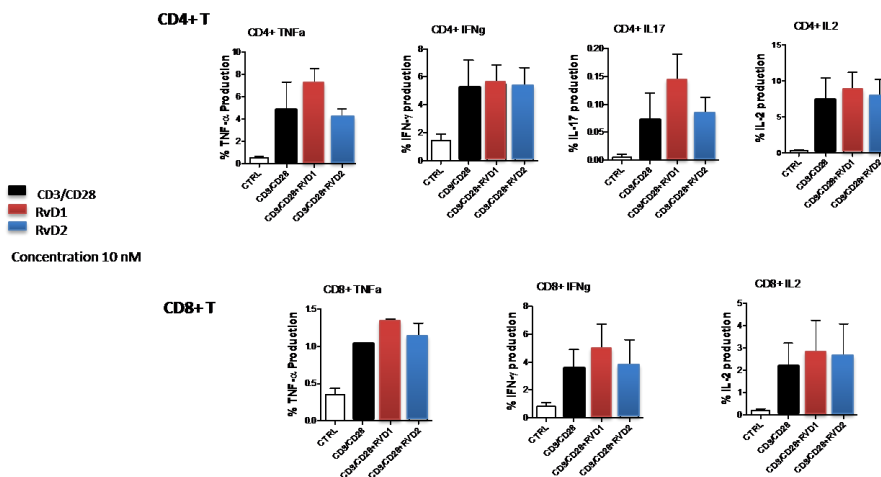 CD4+ T
CD4+ TNFa
% TNF-α Production
10
8
6
4
2
0
CTRL
CD3/CD28
CD3/CD28+RVD1
CD3/CD28+RVD2
CD4+ IFNg
% IFN-γ production
8
6
4
2
0
CTRL
CD3/CD28
CD3/CD28+RVD1
CD3/CD28+RVD2
CD4+ IL17
% IL-17 production
0.20
0.15
0.10
0.05
0.00
CTRL
CD3/CD28
CD3/CD28+RVD1
CD3/CD28+RVD2
CD4+ IL2
% IL-2 production
15
10
5
0
CTRL
CD3/CD28
CD3/CD28+RVD1
CD3/CD28+RVD2
CD3/CD28
RvD1
RvD2
Concentration 10 nM
CD8+ T
CD8+ TNFa
% TNF-α Production
1.5
1.0
0.5
0.0
CTRL
CD3/CD28
CD3/CD28+RVD1
CD3/CD28+RVD2
CD8+ IFNg
% IFN-γ production
8
6
4
2
0
CTRL
CD3/CD28
CD3/CD28+RVD1
CD3/CD28+RVD2
CD8+ IL2
% IL-2 production
5
4
3
2
1
0
CTRL
CD3/CD28
CD3/CD28+RVD1
CD3/CD28+RVD2